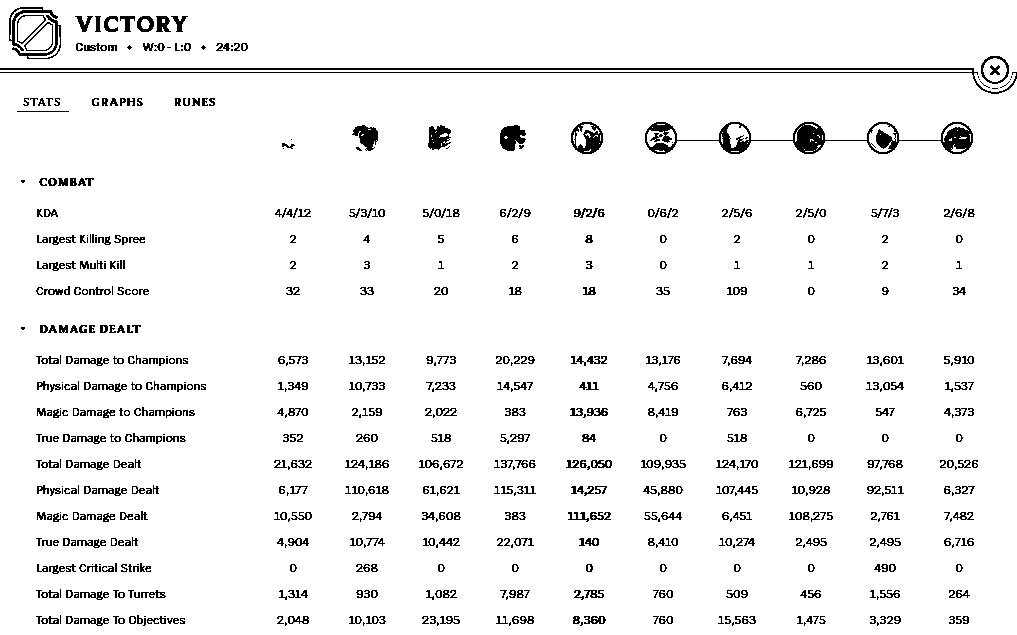 VICTORY
Custom • W:0 - L:0 • 24:20
STATS GRAPHS RUNES
COMBAT
KDA 4/4/12 5/3/10 5/0/18 6/2/9 9/2/6 0/6/2 2/5/6 2/5/0 5/7/3 2/6/8
Largest Killing Spree 2 4 5 6 8 0 2 0 2 0
Largest Multi Kill 2 3 1 2 3 0 1 1 2 1
Crowd Control Score 32 33 20 18 18 35 109 0 9 34
DAMAGE DEALT
Total Damage to Champions 6,573 13,152 9,773 20,229 14,432 13,176 7,694 7,286 13,601 5,910
Physical Damage to Champions 1,349 10,733 7,233 14,547 411 4,756 6,412 560 13,054 1,537
Magic Damage to Champions 4,870 2,159 2,022 383 13,936 8,419 763 6,725 547 4,373
True Damage to Champions 352 260 518 5,297 84 0 518 0 0 0
Total Damage Dealt 21,632 124,186 106,672 137,766 126,050 109,935 124,170 121,699 97,768 20,526
Physical Damage Dealt 6,177 110,618 61,621 115,311 14,257 45,880 107,445 10,928 92,511 6,327
Magic Damage Dealt 10,550 2,794 34,608 383 111,652 55,644 6,451 108,275 2,761 7,482
True Damage Dealt 4,904 10,774 10,442 22,071 140 8,410 10,274 2,495 2,495 6,716
Largest Critical Strike 0 268 0 0 0 0 0 0 490 0
Total Damage To Turrets 1,314 930 1,082 7,987 2,785 760 509 456 1,556 264
Total Damage To Objectives 2,048 10,103 23,195 11,698 8,360 760 15,563 1,475 3,329 359